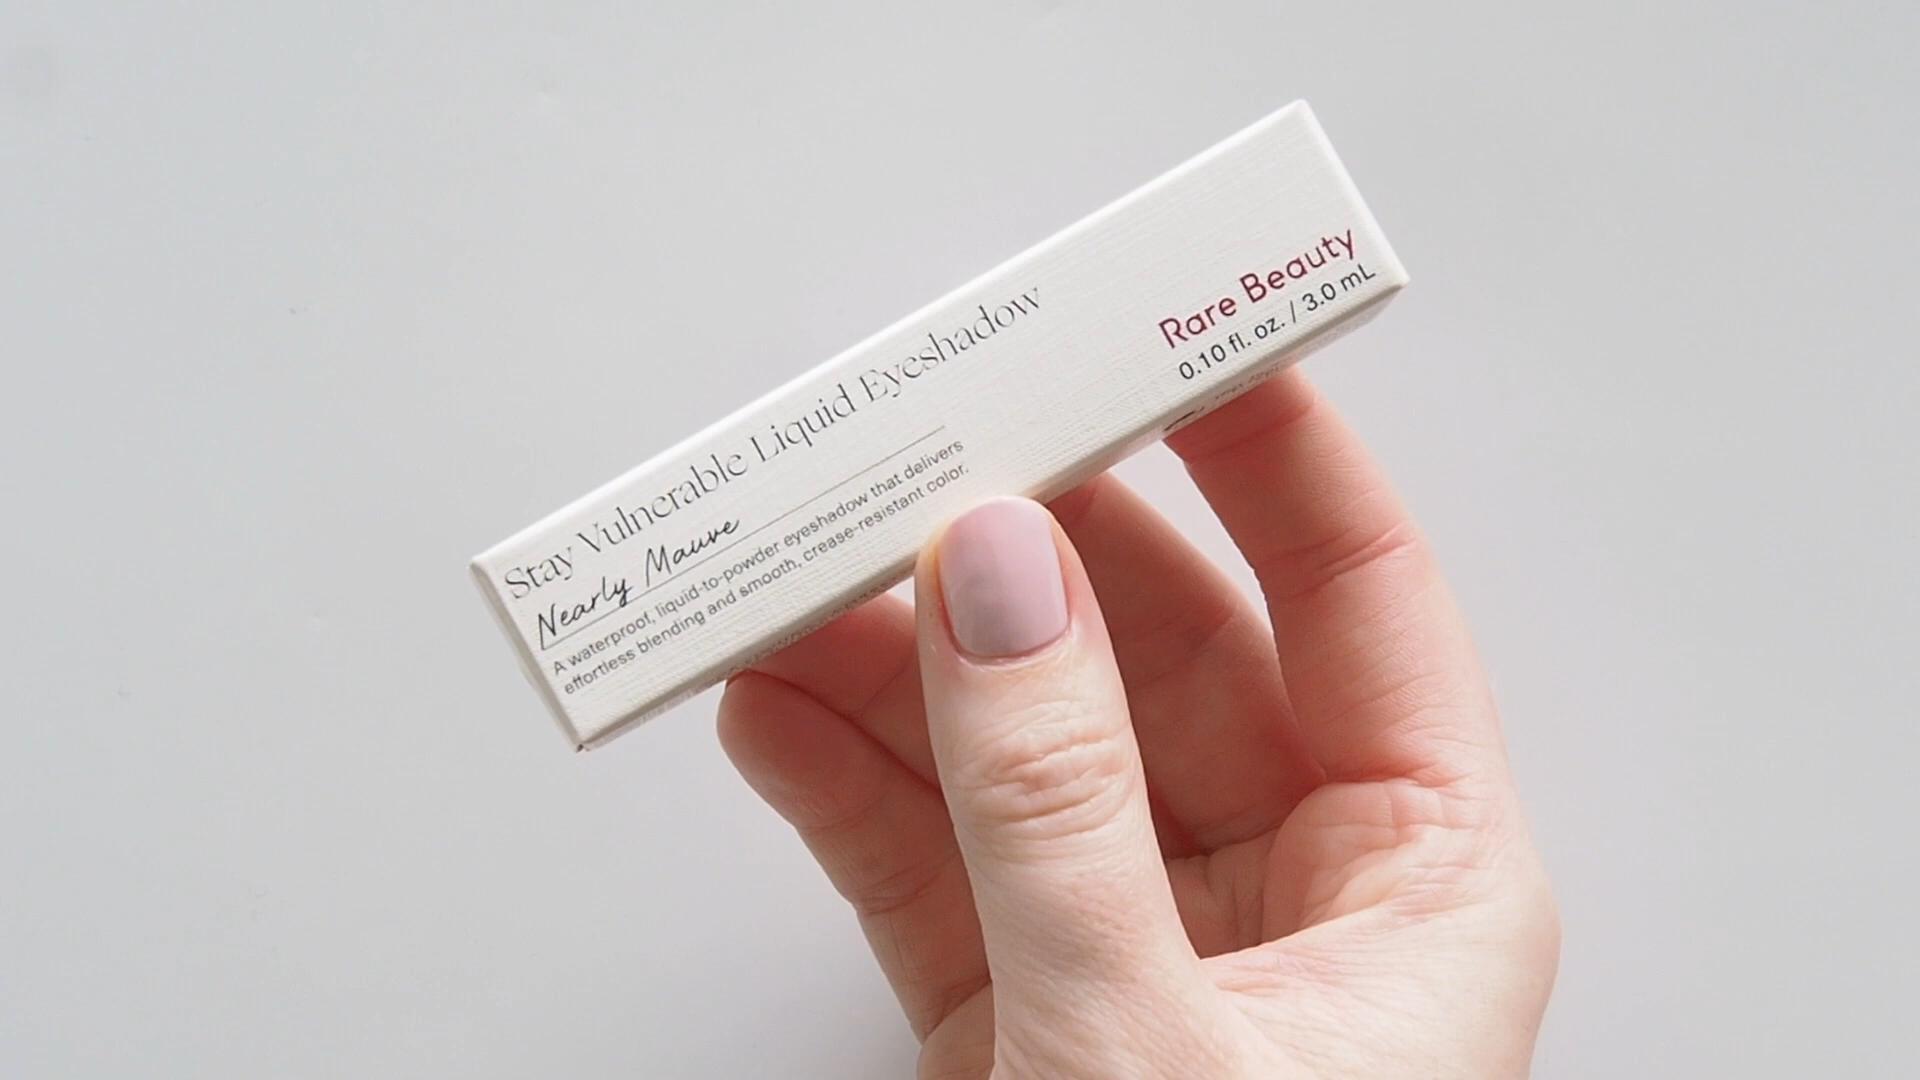 Stay Vulnerable Liquid Eyeshadow
Nearly Mauve
A waterproof, liquid-to-powder eyeshadow that delivers
effortless blending and smooth, crease-resistant color.
Rare Beauty
0.10 fl. oz. / 3.0 mL